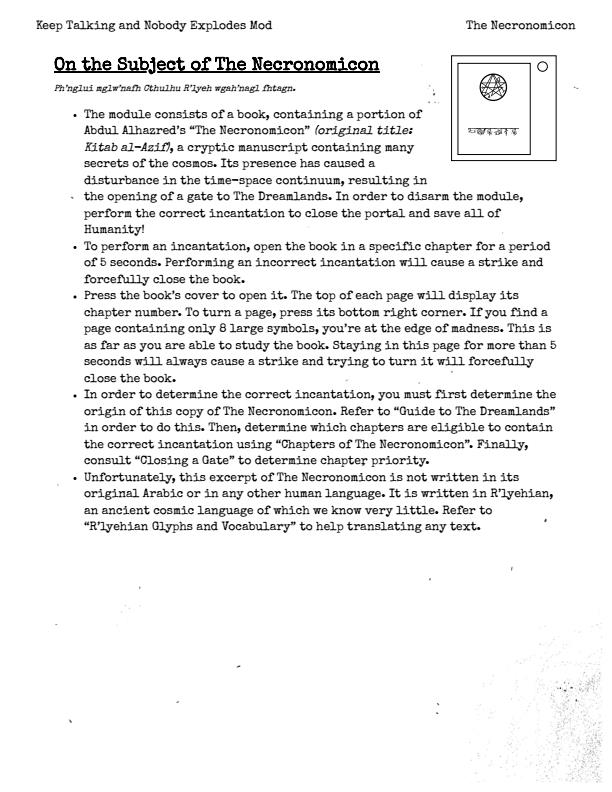 Keep Talking and Nobody Explodes Mod The Necronomicon
On the Subject of The Necronomicon
Ph'nglui mglw'nafh Cthulhu R'lyeh wgah'nagl fhtagn.
• The module consists of a book, containing a portion of
Abdul Alhazred's "The Necronomicon" (original title:
Kitab al-Azif), a cryptic manuscript containing many
secrets of the cosmos. Its presence has caused a
disturbance in the time-space continuum, resulting in
the opening of a gate to The Dreamlands. In order to disarm the module,
perform the correct incantation to close the portal and save all of
Humanity!
• To perform an incantation, open the book in a specific chapter for a period
of 5 seconds. Performing an incorrect incantation will cause a strike and
forcefully close the book.
• Press the book's cover to open it. The top of each page will display its
chapter number. To turn a page, press its bottom right corner. If you find a
page containing only 8 large symbols, you're at the edge of madness. This is
as far as you are able to study the book. Staying in this page for more than 5
seconds will always cause a strike and trying to turn it will forcefully
close the book.
• In order to determine the correct incantation, you must first determine the
origin of this copy of The Necronomicon. Refer to "Guide to The Dreamlands"
in order to do this. Then, determine which chapters are eligible to contain
the correct incantation using "Chapters of The Necronomicon". Finally,
consult "Closing a Gate" to determine chapter priority.
• Unfortunately, this excerpt of The Necronomicon is not written in its
original Arabic or in any other human language. It is written in R'lyehian,
an ancient cosmic language of which we know very little. Refer to
"R'lyehian Glyphs and Vocabulary" to help translating any text.